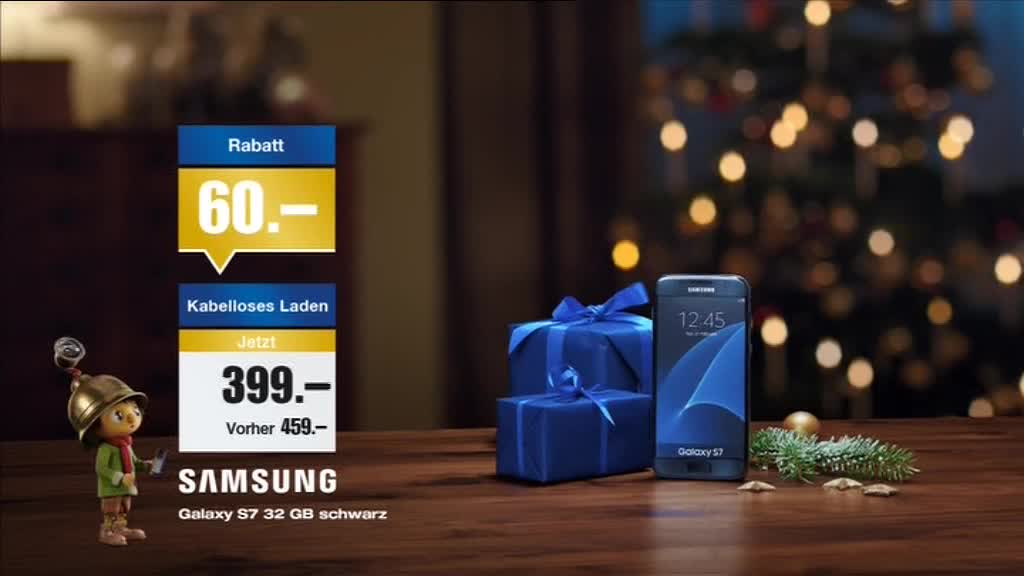 Rabatt
60.–
Kabelloses Laden
Jetzt
399.–
Vorher 459.–
SAMSUNG
Galaxy S7 32 GB schwarz
SAMSUNG
12:45
Galaxy S7